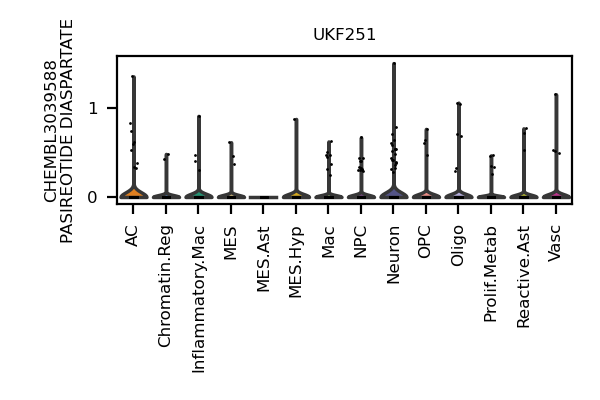 UKF251
CHEMBL3039588
PASIREOTIDE DIASPARTATE
1
0
AC
Chromatin.Reg
Inflammatory.Mac
MES
MES.Ast
MES.Hyp
Mac
NPC
Neuron
OPC
Oligo
Prolif.Metab
Reactive.Ast
Vasc